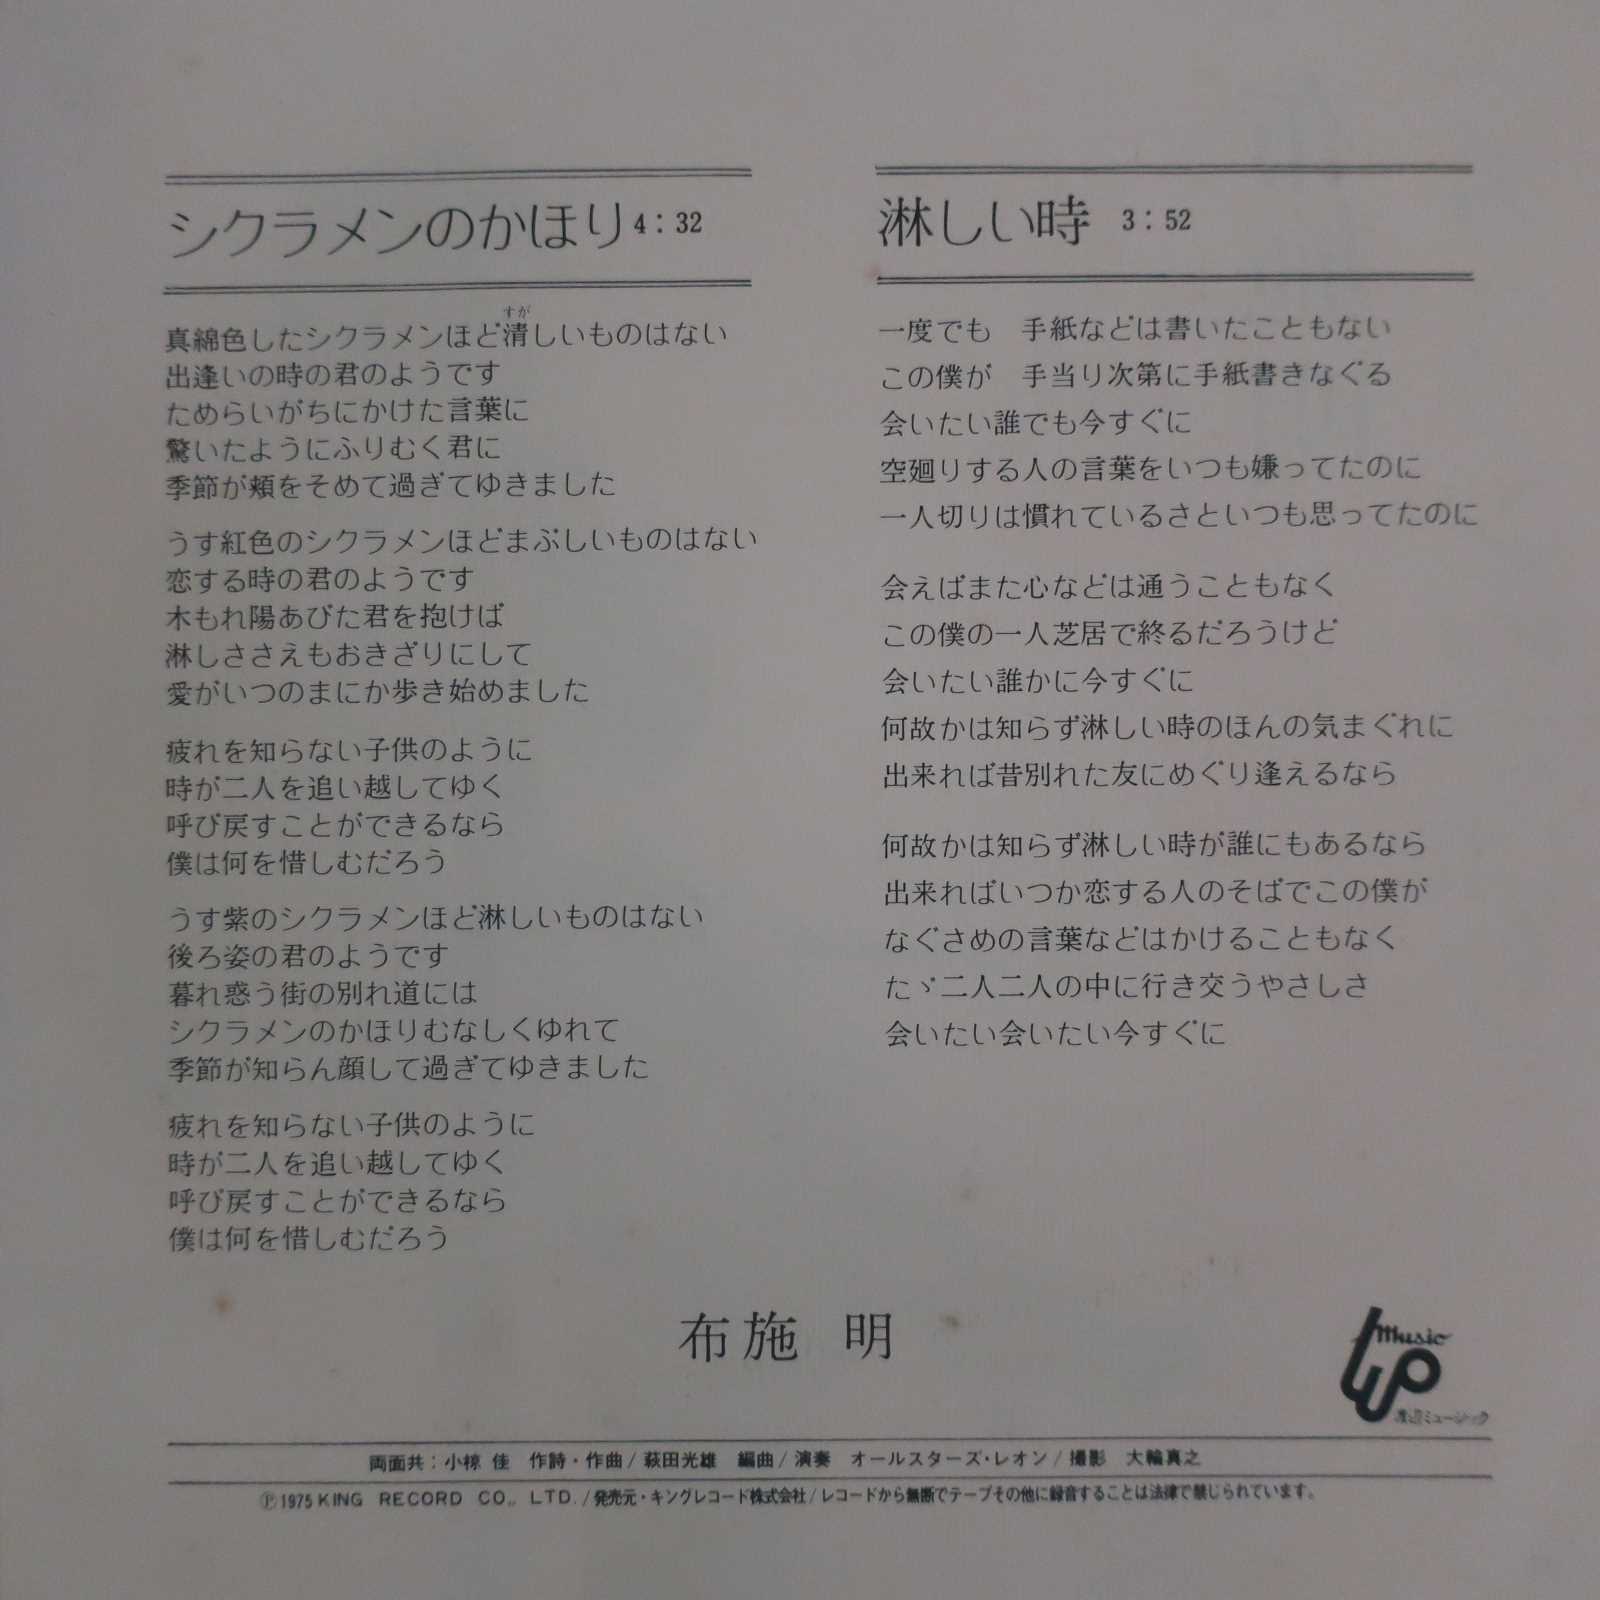 シクラメンのかほり 4:32
真綿色したシクラメンほど清しいものはない
すが
出逢いの時の君のようです
ためらいがちにかけた言葉に
驚いたようにふりむく君に
季節が頬をそめて過ぎてゆきました
うす紅色のシクラメンほどまぶしいものはない
恋する時の君のようです
木もれ陽あびた君を抱けば
淋しささえもおきざりにして
愛がいつのまにか歩き始めました
疲れを知らない子供のように
時が二人を追い越してゆく
呼び戻すことができるなら
僕は何を惜しむだろう
うす紫のシクラメンほど淋しいものはない
後ろ姿の君のようです
暮れ惑う街の別れ道には
シクラメンのかほりむなしくゆれて
季節が知らん顔して過ぎてゆきました
疲れを知らない子供のように
時が二人を追い越してゆく
呼び戻すことができるなら
僕は何を惜しむだろう
淋しい時 3:52
一度でも 手紙などは書いたこともない
この僕が 手当り次第に手紙書きなぐる
会いたい誰でも今すぐに
空廻りする人の言葉をいつも嫌ってたのに
一人切りは慣れているさといつも思ってたのに
会えばまた心などは通うこともなく
この僕の一人芝居で終るだろうけど
会いたい誰かに今すぐに
何故かは知らず淋しい時のほんの気まぐれに
出来れば昔別れた友にめぐり逢えるなら
何故かは知らず淋しい時が誰にもあるなら
出来ればいつか恋する人のそばでこの僕が
なぐさめの言葉などはかけることもなく
たゞ二人二人の中に行き交うやさしさ
会いたい会いたい今すぐに
布施 明
Music
渡辺ミュージック
両面共:小椋 佳 作詩・作曲/萩田光雄 編曲/演奏 オールスターズ・レオン/撮影 大輪真之
Ⓟ1975 KING RECORD CO., LTD./発売元・キングレコード株式会社/レコードから無断でテープその他に録音することは法律で禁じられています。